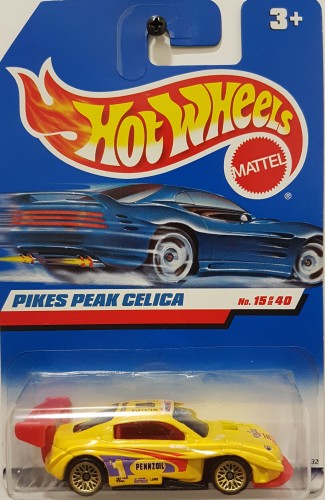 3+
HOT WHEELS
MATTEL
®
PIKES PEAK CELICA
No. 15 OF 40
1 PENNZOIL